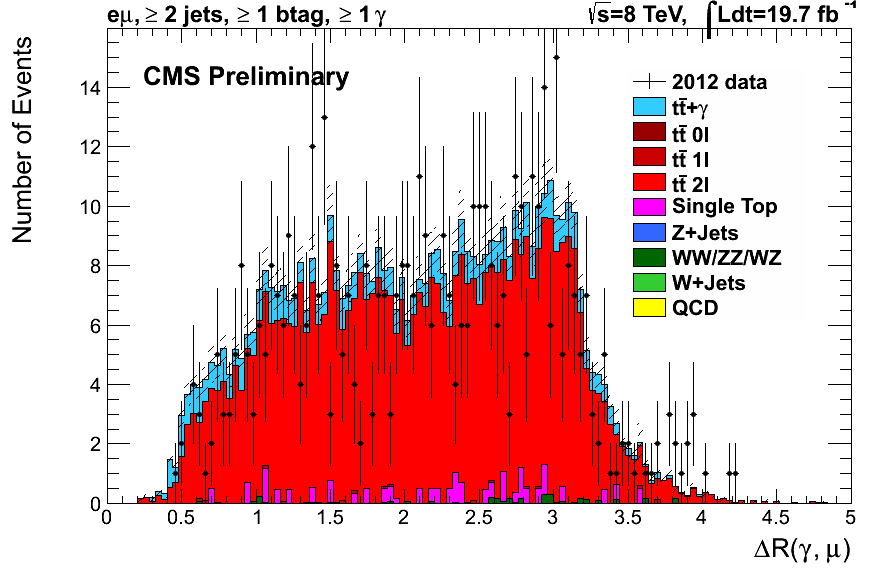 eμ, ≥ 2 jets, ≥ 1 btag, ≥ 1 γ
√s=8 TeV, ∫Ldt=19.7 fb⁻¹
CMS Preliminary
Number of Events
14
12
10
8
6
4
2
0
2012 data
tt̄+γ
tt̄ 0l
tt̄ 1l
tt̄ 2l
Single Top
Z+Jets
WW/ZZ/WZ
W+Jets
QCD
0 0.5 1 1.5 2 2.5 3 3.5 4 4.5 5
ΔR(γ, μ)